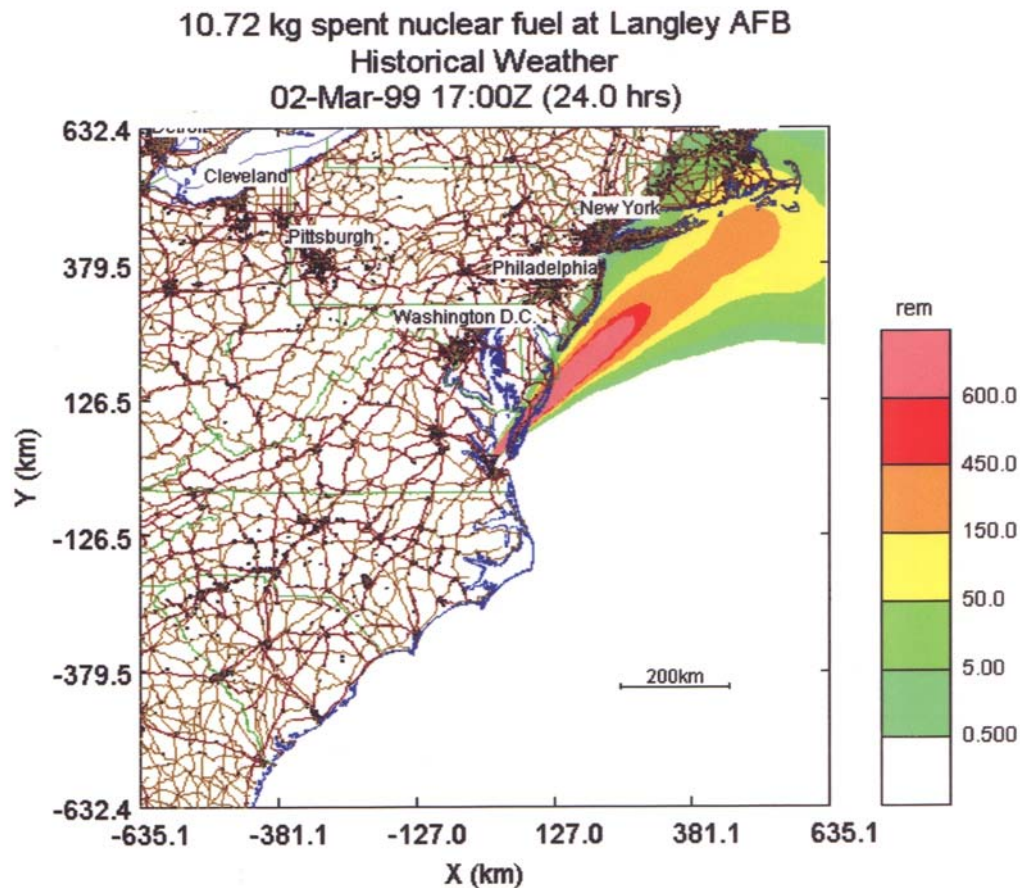 10.72 kg spent nuclear fuel at Langley AFB
Historical Weather
02-Mar-99 17:00Z (24.0 hrs)
632.4
Detroit
Cleveland
New York
Pittsburgh
379.5
Philadelphia
Washington D.C.
rem
600.0
126.5
450.0
Y (km)
150.0
-126.5
50.0
5.00
-379.5
200km
0.500
-632.4
-635.1
-381.1
-127.0
127.0
381.1
635.1
X (km)